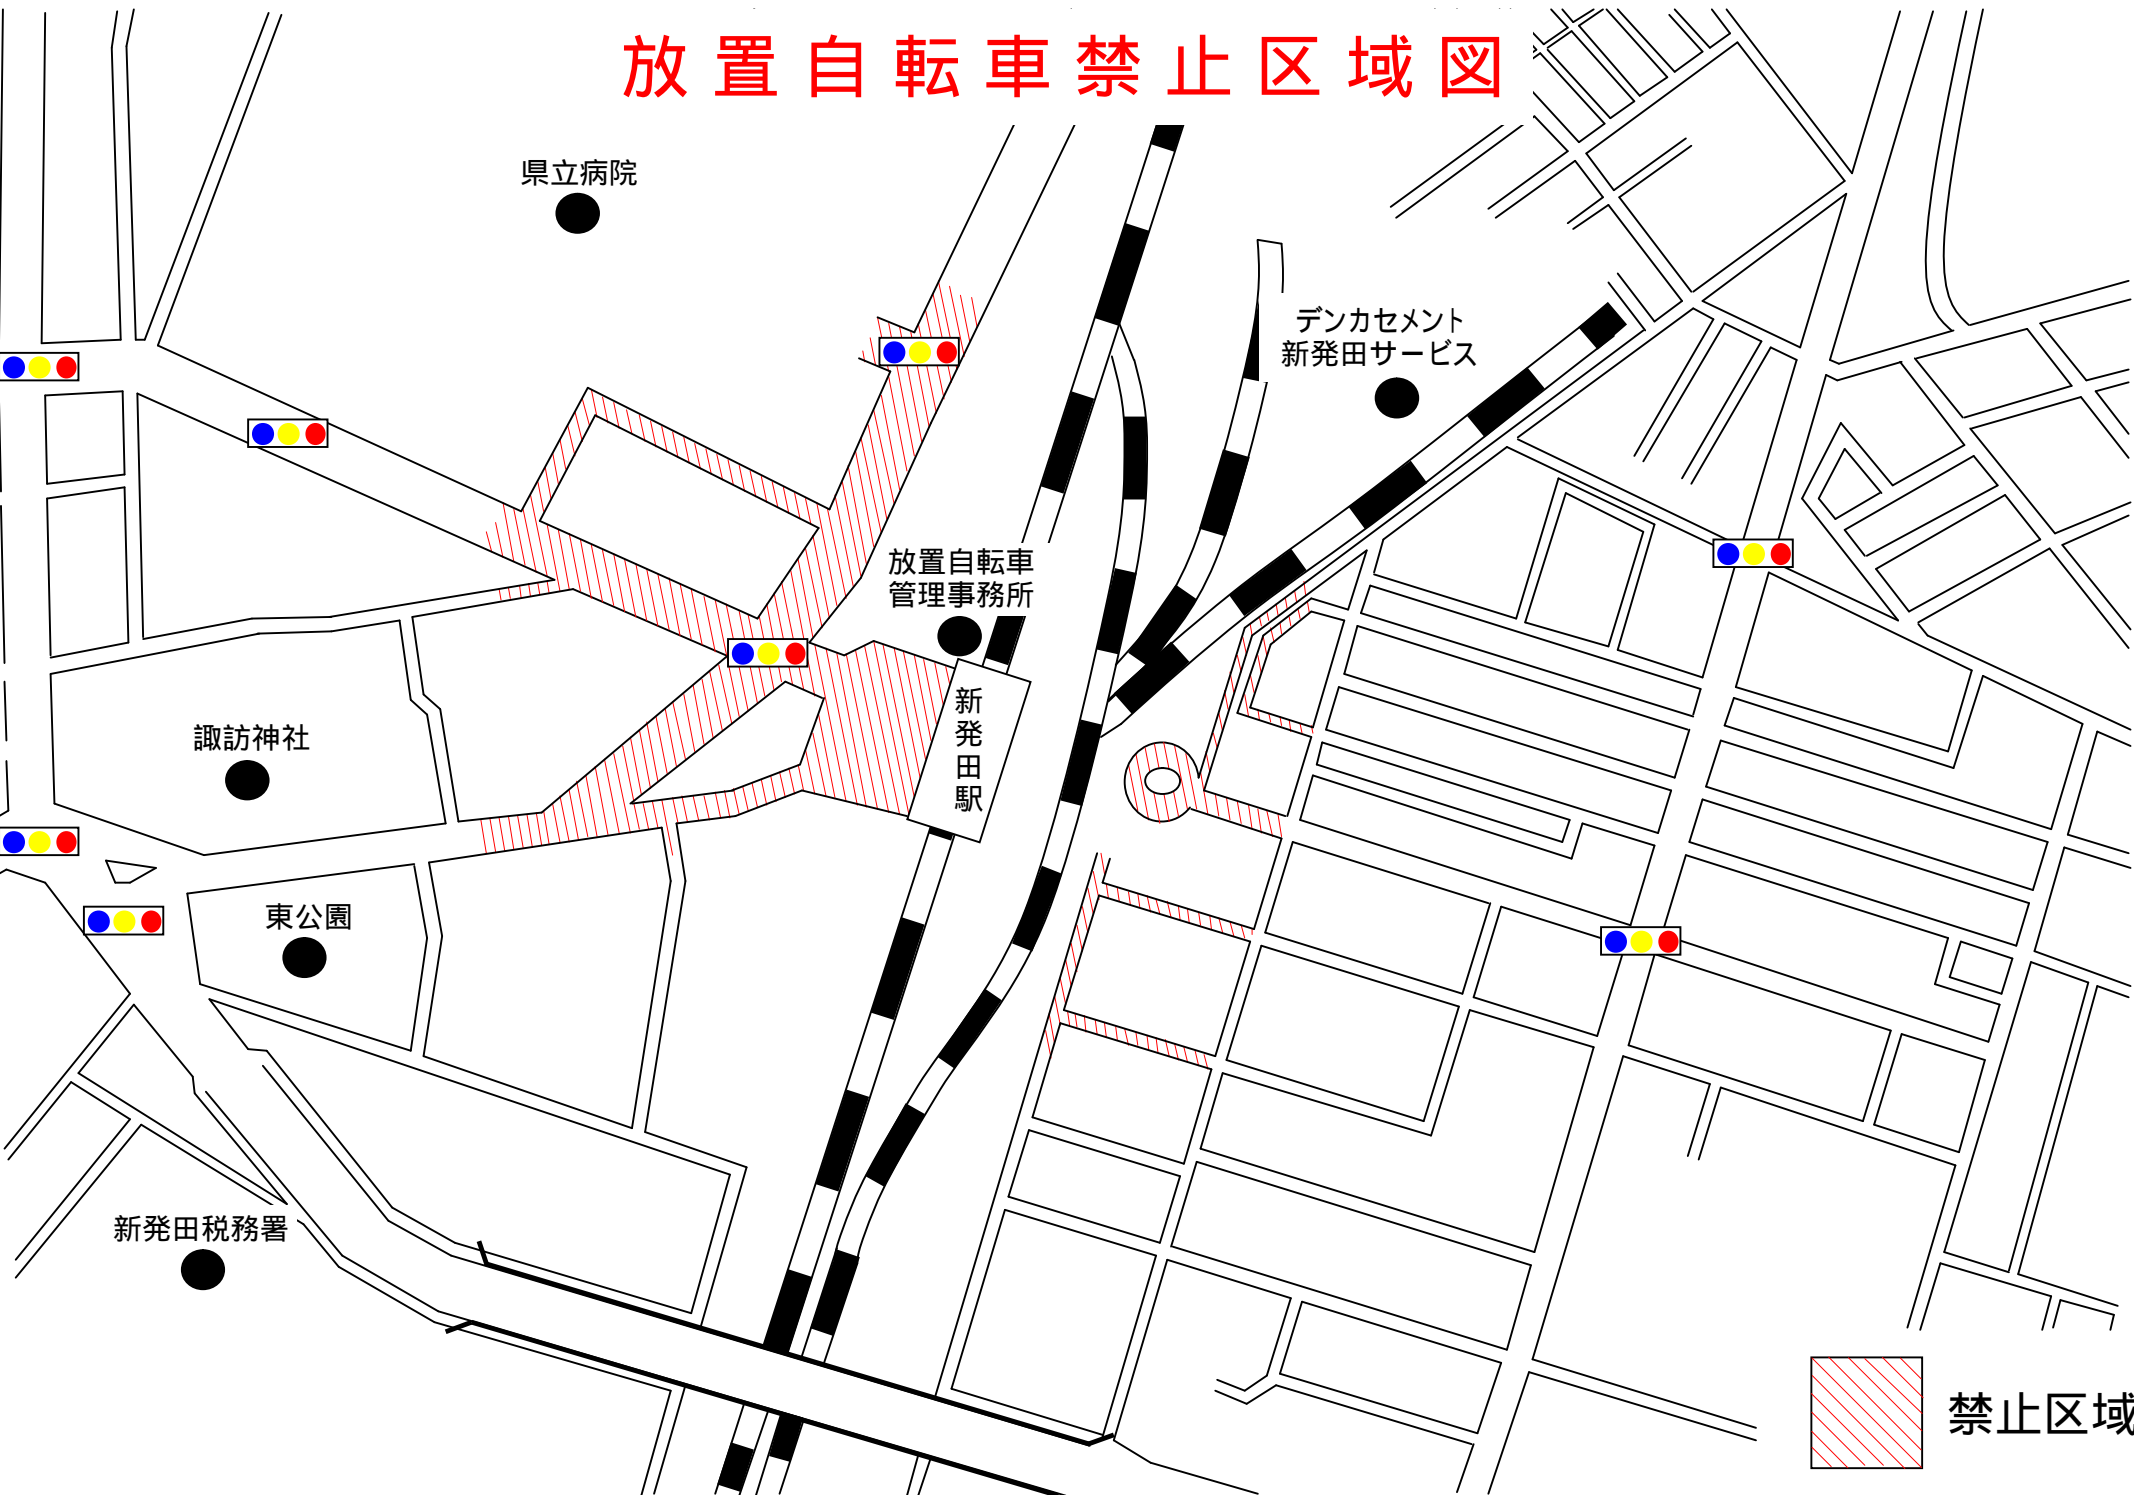 放置自転車禁止区域図
県立病院
デンカセメント
新発田サービス
放置自転車
管理事務所
新発田駅
諏訪神社
東公園
新発田税務署
禁止区域